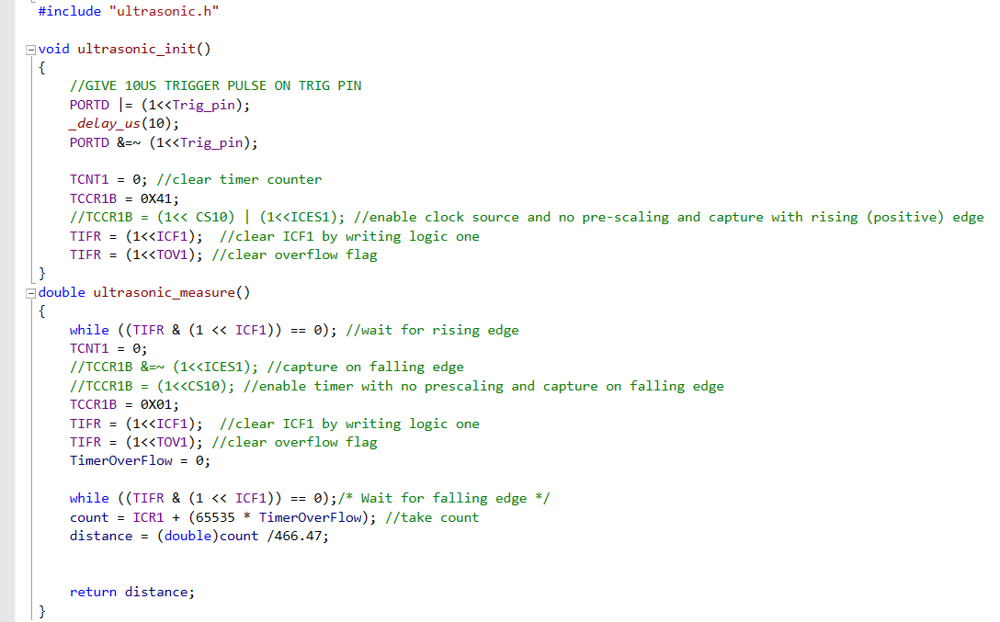 #include "ultrasonic.h"
void ultrasonic_init()
{
//GIVE 10US TRIGGER PULSE ON TRIG PIN
PORTD |= (1<<Trig_pin);
_delay_us(10);
PORTD &=~ (1<<Trig_pin);
TCNT1 = 0; //clear timer counter
TCCR1B = 0X41;
//TCCR1B = (1<< CS10) | (1<<ICES1); //enable clock source and no pre-scaling and capture with rising (positive) edge
TIFR = (1<<ICF1);  //clear ICF1 by writing logic one
TIFR = (1<<TOV1); //clear overflow flag
}
double ultrasonic_measure()
{
while ((TIFR & (1 << ICF1)) == 0); //wait for rising edge
TCNT1 = 0;
//TCCR1B &=~ (1<<ICES1); //capture on falling edge
//TCCR1B = (1<<CS10); //enable timer with no prescaling and capture on falling edge
TCCR1B = 0X01;
TIFR = (1<<ICF1);  //clear ICF1 by writing logic one
TIFR = (1<<TOV1); //clear overflow flag
TimerOverFlow = 0;
while ((TIFR & (1 << ICF1)) == 0);/* Wait for falling edge */
count = ICR1 + (65535 * TimerOverFlow); //take count
distance = (double)count /466.47;
return distance;
}